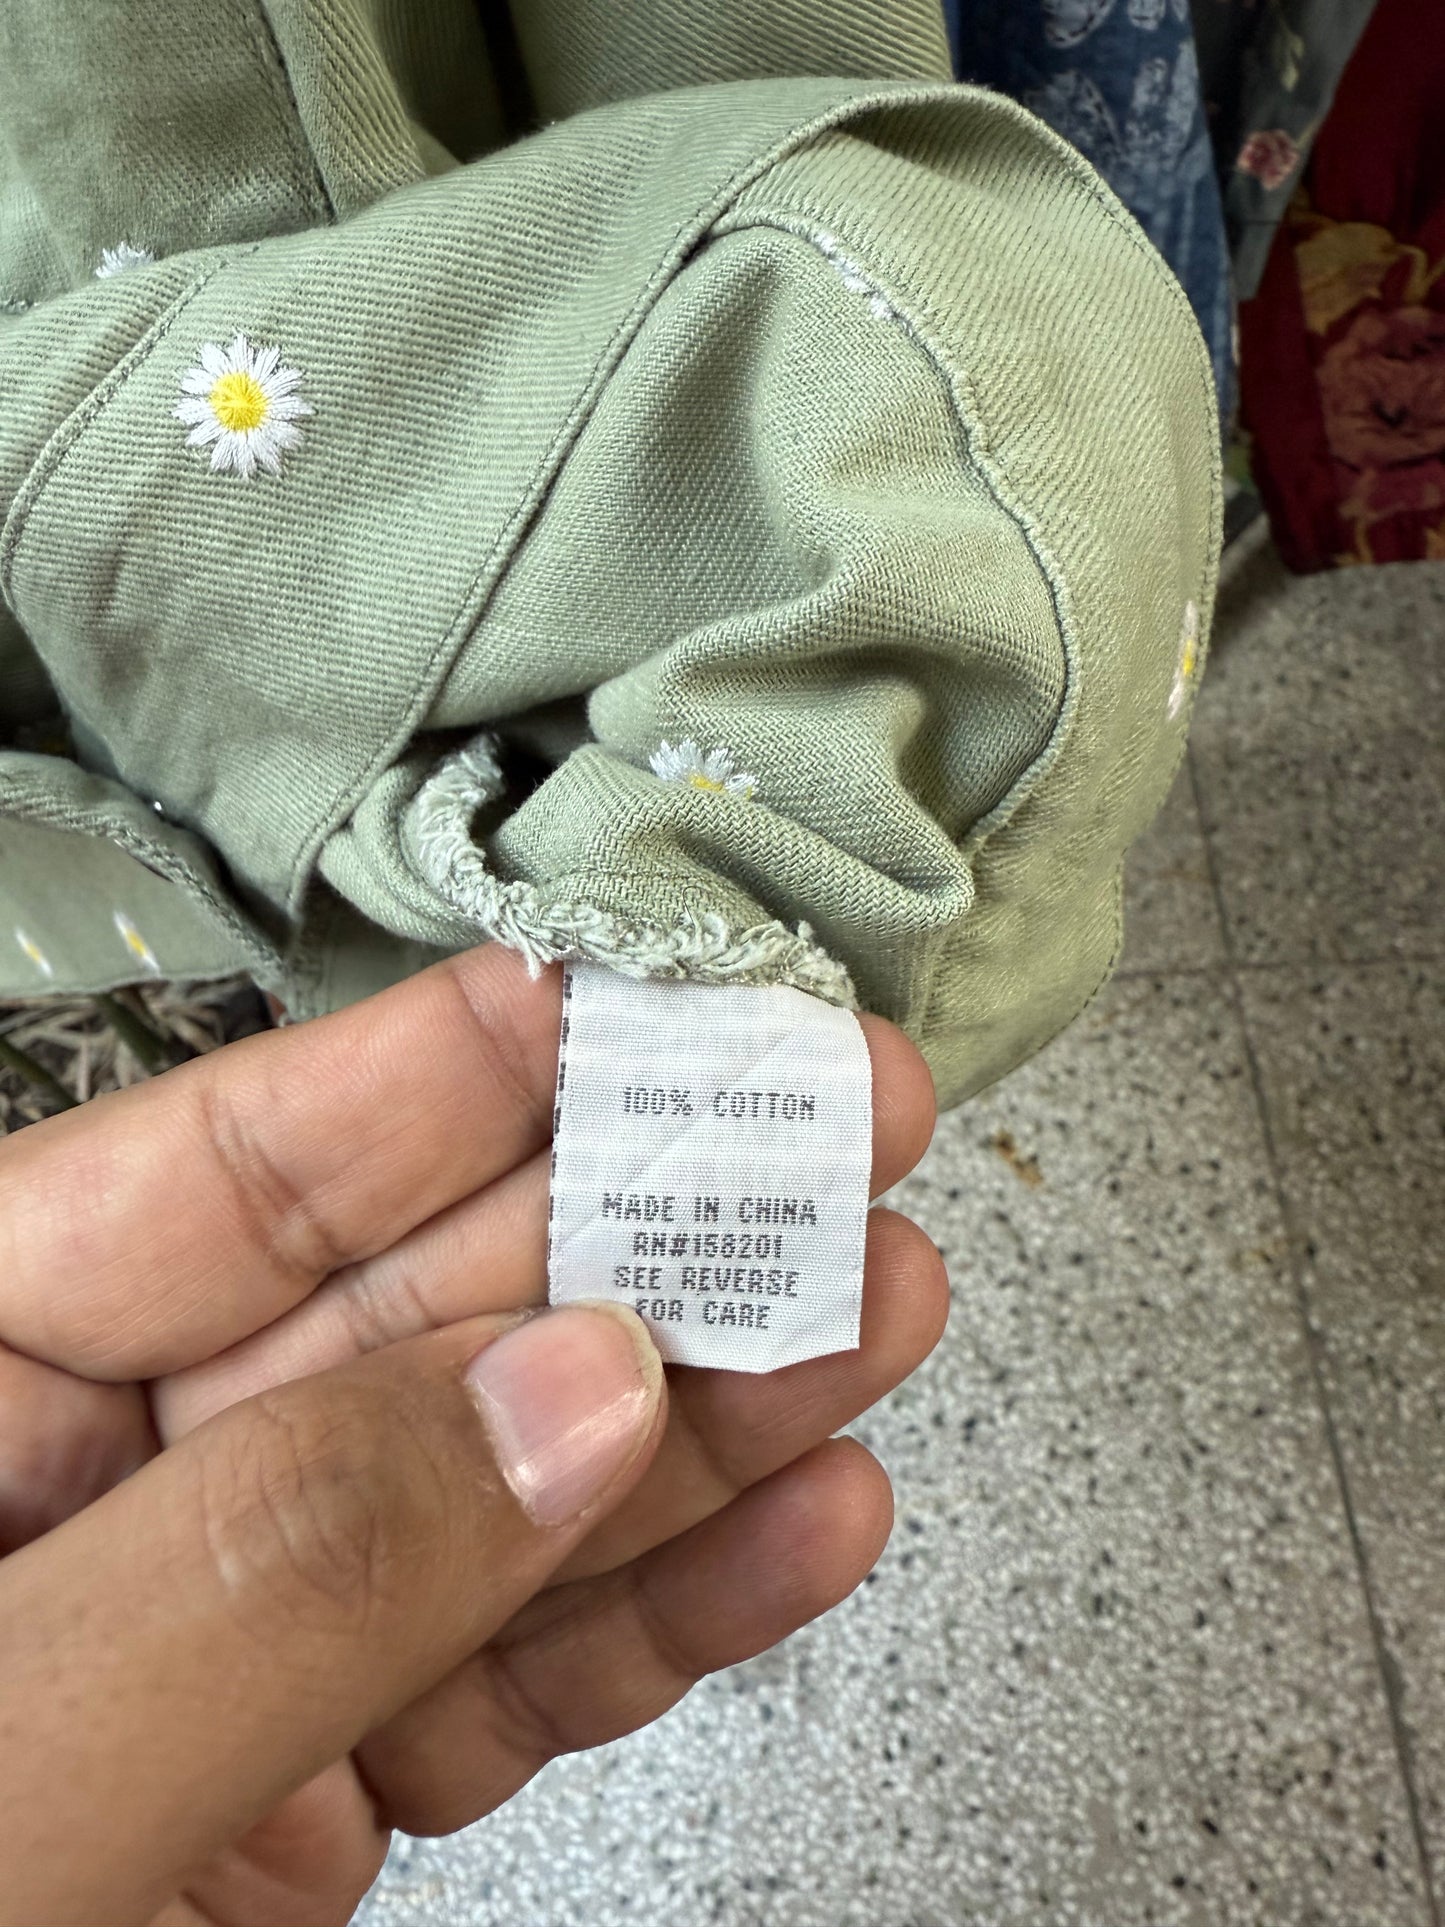 100% COTTON
MADE IN CHINA
RN#158201
SEE REVERSE
FOR CARE